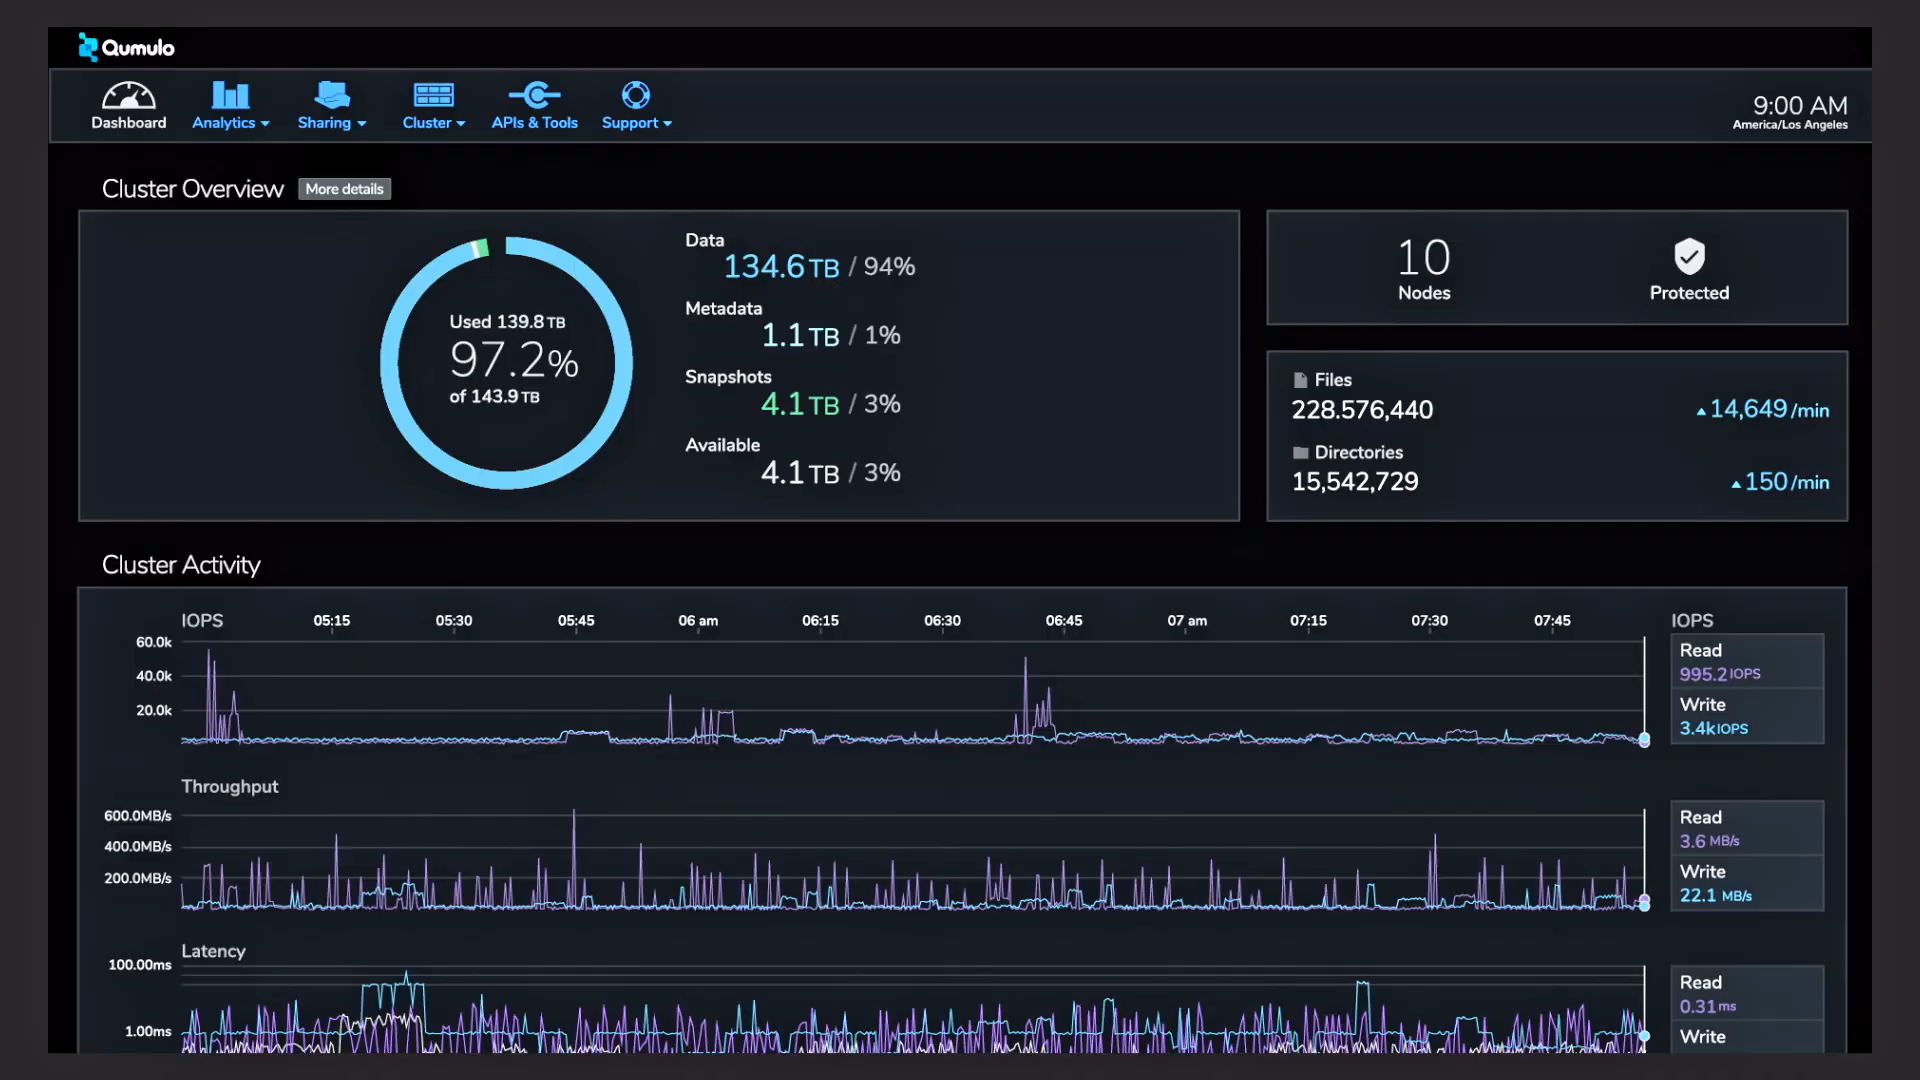 Qumulo
Dashboard
Analytics
Sharing
Cluster
APIs & Tools
Support
9:00 AM
America/Los Angeles
Cluster Overview
More details
Used 139.8 TB
97.2%
of 143.9 TB
Data
134.6 TB / 94%
Metadata
1.1 TB / 1%
Snapshots
4.1 TB / 3%
Available
4.1 TB / 3%
10
Nodes
Protected
Files
228.576,440
14,649 /min
Directories
15,542,729
150 /min
Cluster Activity
IOPS
05:15
05:30
05:45
06 am
06:15
06:30
06:45
07 am
07:15
07:30
07:45
60.0k
40.0k
20.0k
IOPS
Read
995.2 IOPS
Write
3.4k IOPS
Throughput
600.0MB/s
400.0MB/s
200.0MB/s
Read
3.6 MB/s
Write
22.1 MB/s
Latency
100.00ms
1.00ms
Read
0.31 ms
Write